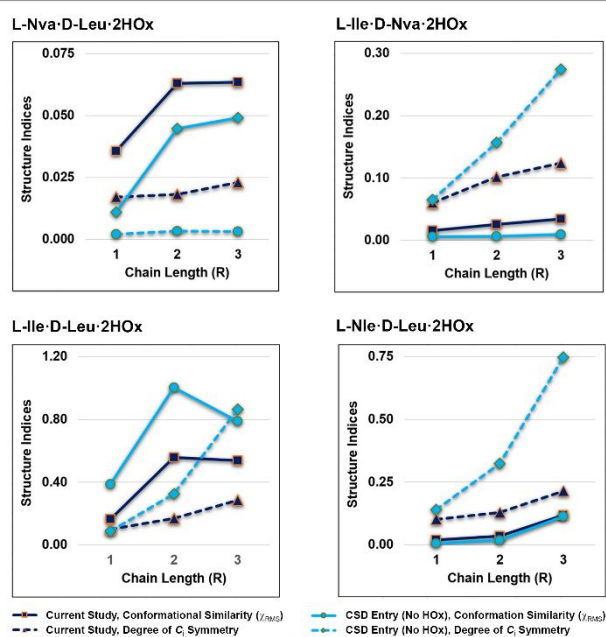 L-Nva·D-Leu·2HOx
0.075
0.050
0.025
0.000
Structure Indices
1 2 3
Chain Length (R)
L-Ile·D-Nva·2HOx
0.30
0.20
0.10
0.00
Structure Indices
1 2 3
Chain Length (R)
L-Ile·D-Leu·2HOx
1.20
0.80
0.40
0.00
Structure Indices
1 2 3
Chain Length (R)
L-Nle·D-Leu·2HOx
0.75
0.50
0.25
0.00
Structure Indices
1 2 3
Chain Length (R)
Current Study, Conformational Similarity (χRMS)
Current Study, Degree of Ci Symmetry
CSD Entry (No HOx), Conformation Similarity (χRMS)
CSD Entry (No HOx), Degree of Ci Symmetry